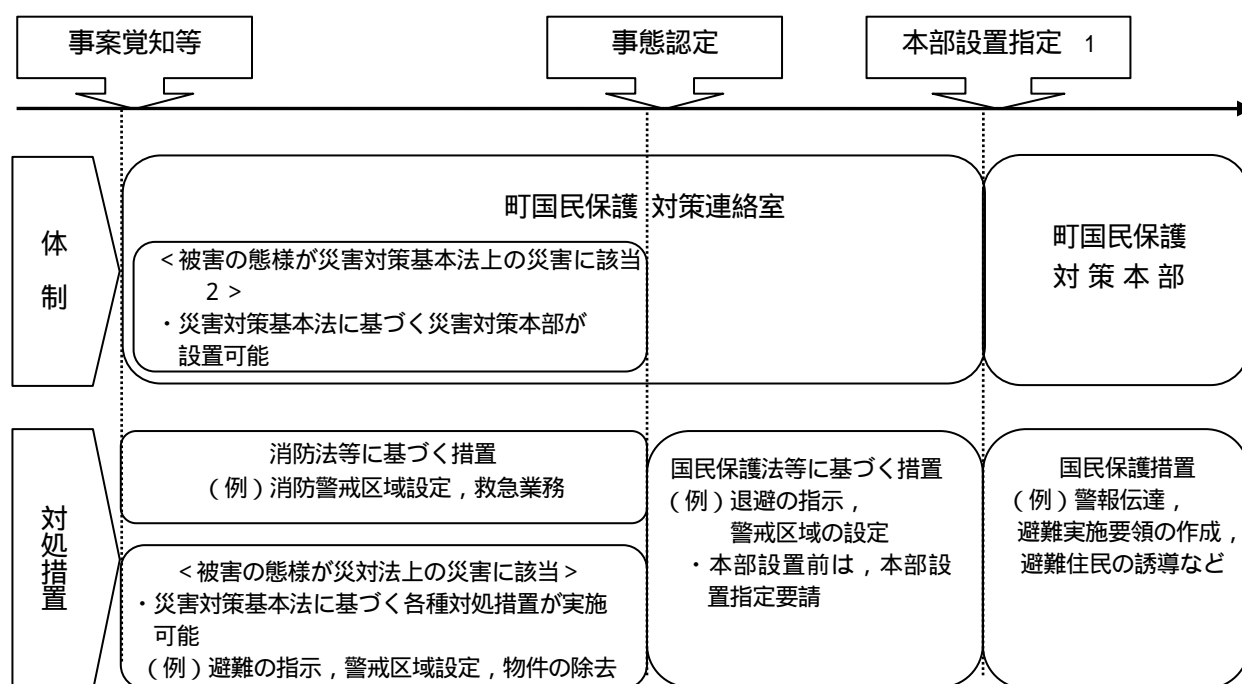 事案覚知等
事態認定
本部設置指定 1
体
制
町国民保護 対策連絡室
<被害の態様が災害対策基本法上の災害に該当
2>
・災害対策基本法に基づく災害対策本部が
設置可能
町国民保護
対策本部
対処措置
消防法等に基づく措置
(例)消防警戒区域設定,救急業務
<被害の態様が災対法上の災害に該当>
・災害対策基本法に基づく各種対処措置が実施
可能
(例)避難の指示,警戒区域設定,物件の除去
国民保護法等に基づく措置
(例)退避の指示,
警戒区域の設定
・本部設置前は,本部設
置指定要請
国民保護措置
(例)警報伝達,
避難実施要領の作成,
避難住民の誘導など